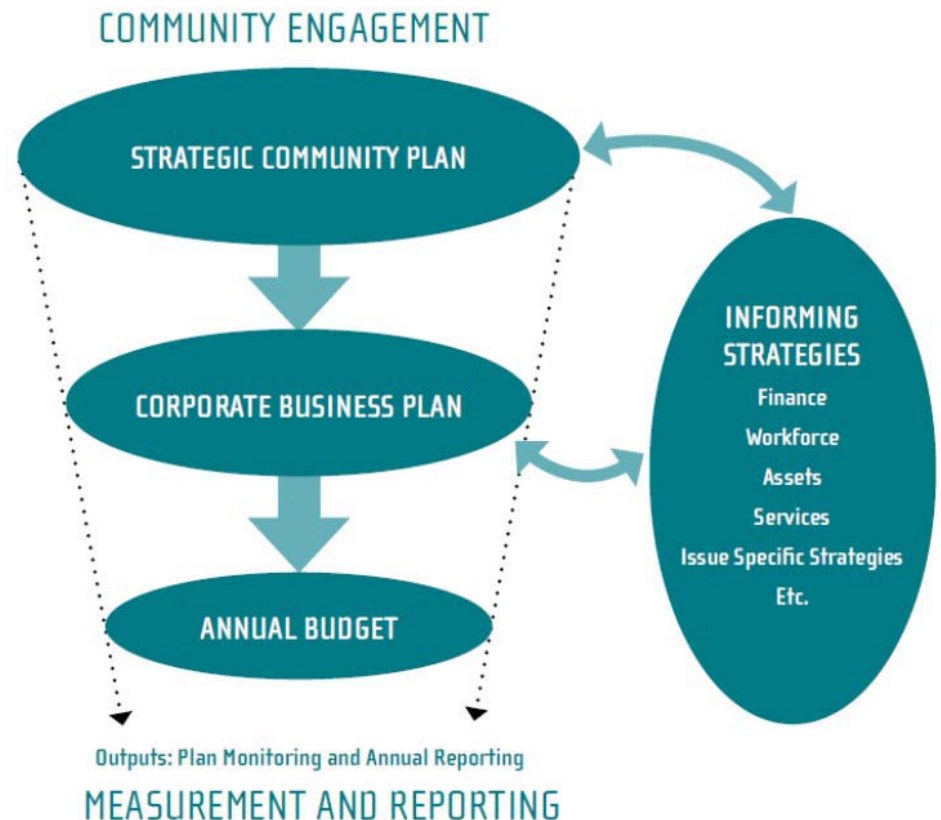 COMMUNITY ENGAGEMENT
STRATEGIC COMMUNITY PLAN
CORPORATE BUSINESS PLAN
ANNUAL BUDGET
INFORMING
STRATEGIES
Finance
Workforce
Assets
Services
Issue Specific Strategies
Etc.
Outputs: Plan Monitoring and Annual Reporting
MEASUREMENT AND REPORTING